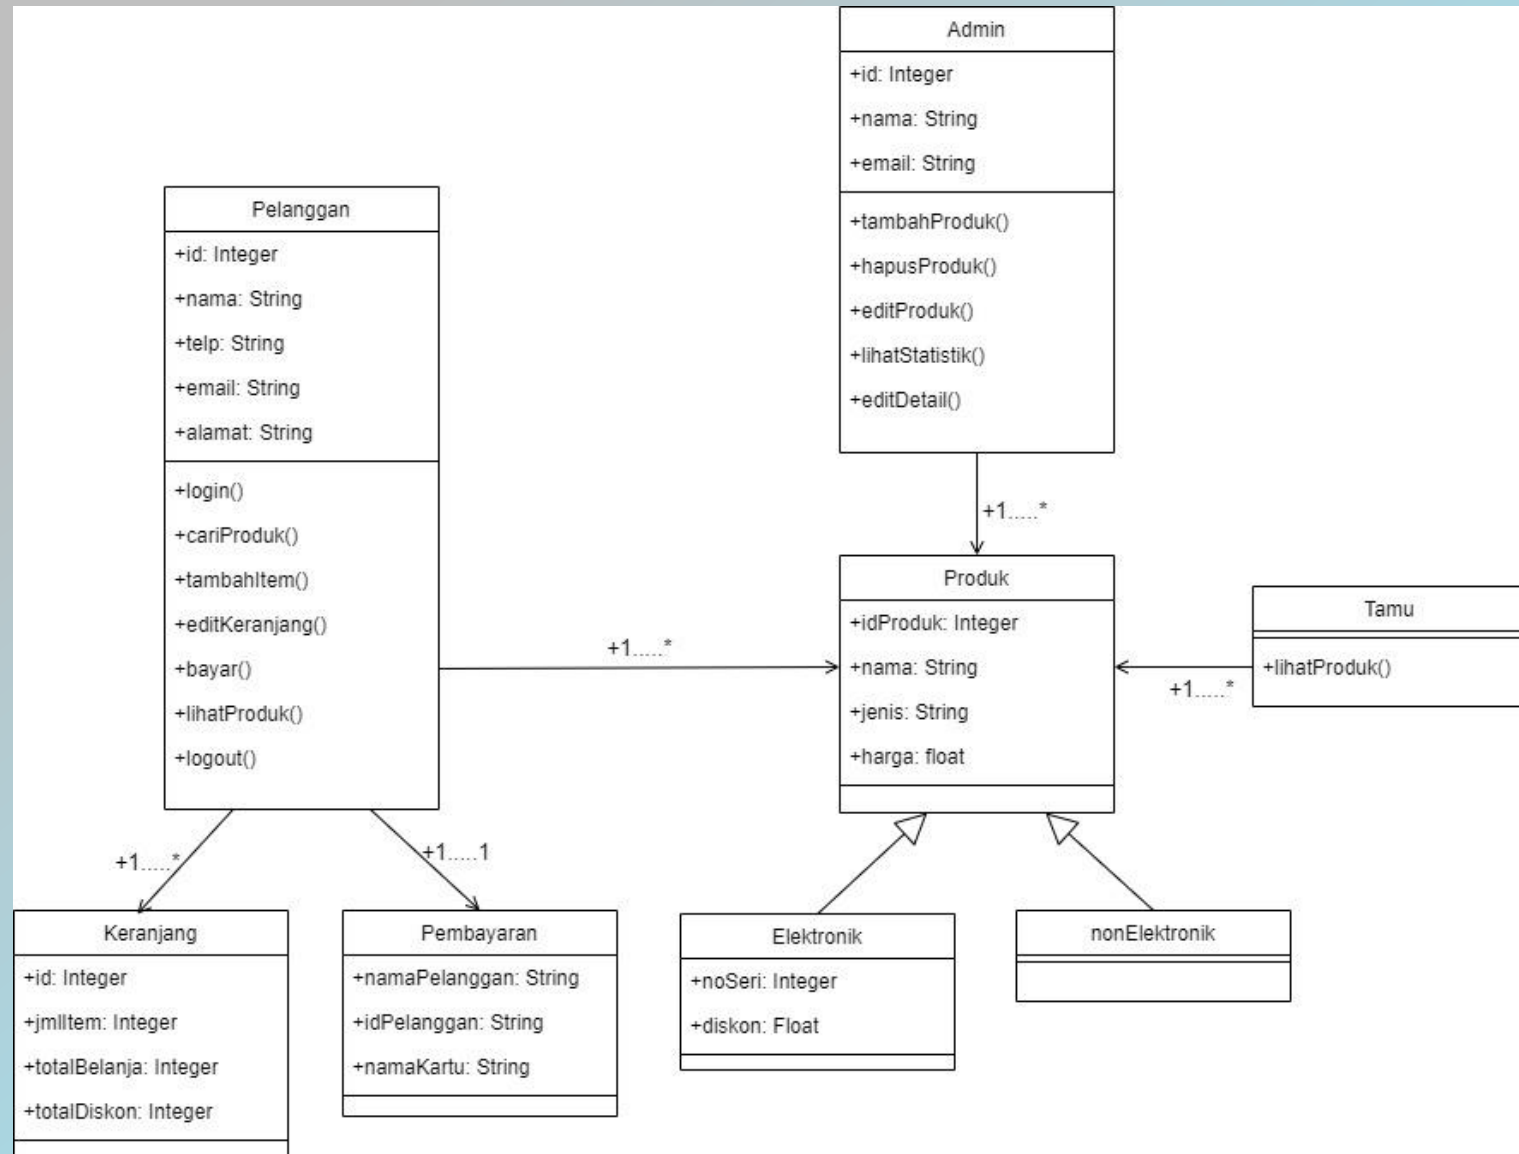 Admin
+id: Integer
+nama: String
+email: String
+tambahProduk()
+hapusProduk()
+editProduk()
+lihatStatistik()
+editDetail()
Pelanggan
+id: Integer
+nama: String
+telp: String
+email: String
+alamat: String
+login()
+cariProduk()
+tambahItem()
+editKeranjang()
+bayar()
+lihatProduk()
+logout()
+1.....*
+1.....*
Produk
+idProduk: Integer
+nama: String
+jenis: String
+harga: float
Tamu
+lihatProduk()
+1.....*
+1.....*
+1.....1
Keranjang
+id: Integer
+jmlItem: Integer
+totalBelanja: Integer
+totalDiskon: Integer
Pembayaran
+namaPelanggan: String
+idPelanggan: String
+namaKartu: String
Elektronik
+noSeri: Integer
+diskon: Float
nonElektronik